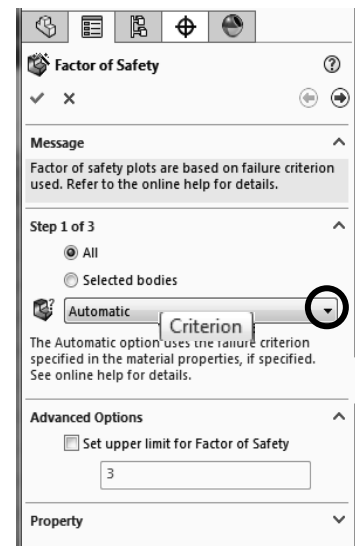 Factor of Safety
Message
Factor of safety plots are based on failure criterion
used. Refer to the online help for details.
Step 1 of 3
All
Selected bodies
Automatic
Criterion
The Automatic option uses the failure criterion
specified in the material properties, if specified.
See online help for details.
Advanced Options
Set upper limit for Factor of Safety
3
Property